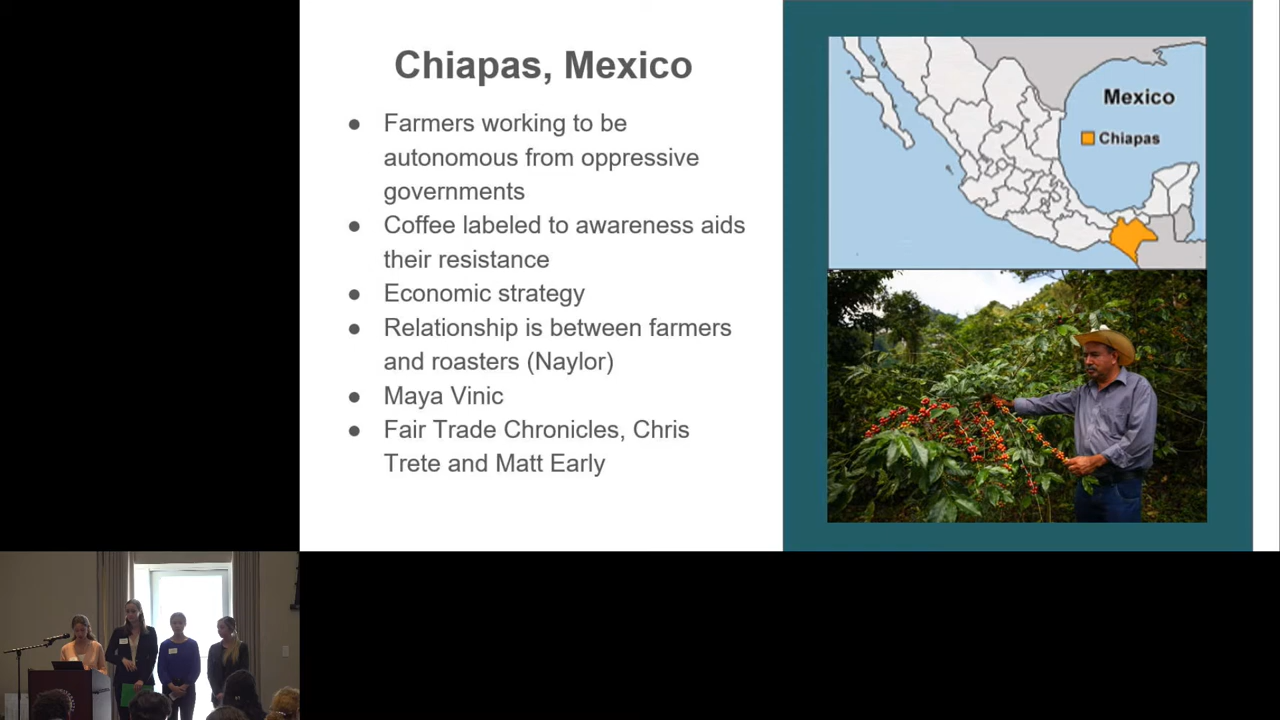 Chiapas, Mexico
● Farmers working to be
autonomous from oppressive
governments
● Coffee labeled to awareness aids
their resistance
● Economic strategy
● Relationship is between farmers
and roasters (Naylor)
● Maya Vinic
● Fair Trade Chronicles, Chris
Trete and Matt Early
Mexico
Chiapas